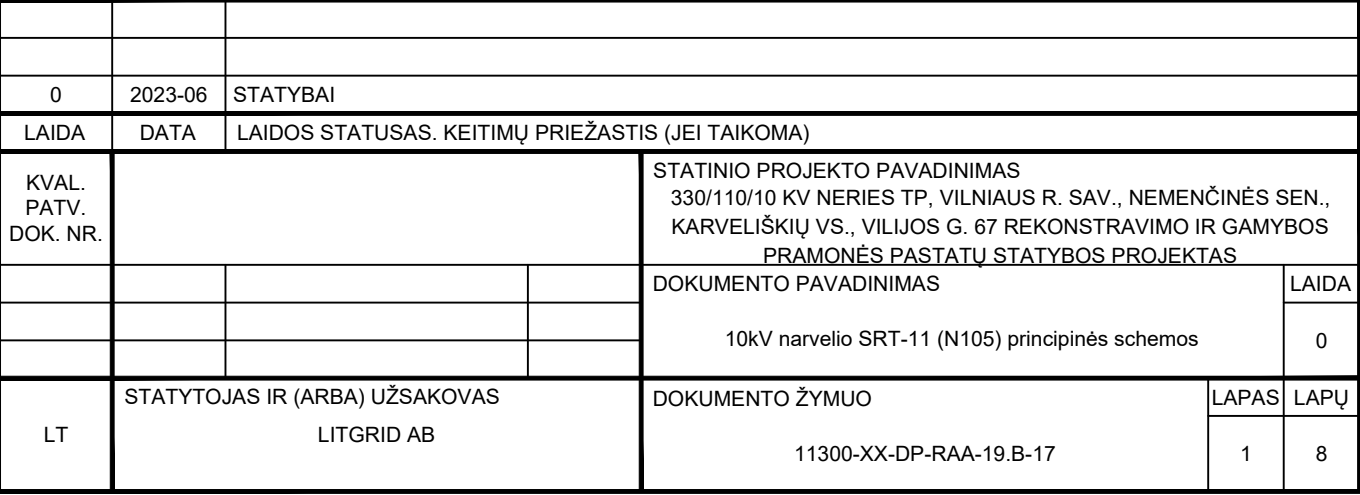 0 2023-06 STATYBAI
LAIDA DATA LAIDOS STATUSAS. KEITIMŲ PRIEŽASTIS (JEI TAIKOMA)
KVAL.
PATV.
DOK. NR.
STATINIO PROJEKTO PAVADINIMAS
330/110/10 KV NERIES TP, VILNIAUS R. SAV., NEMENČINĖS SEN.,
KARVELIŠKIŲ VS., VILIJOS G. 67 REKONSTRAVIMO IR GAMYBOS
PRAMONĖS PASTATŲ STATYBOS PROJEKTAS
DOKUMENTO PAVADINIMAS
10kV narvelio SRT-11 (N105) principinės schemos
LAIDA
0
LT
STATYTOJAS IR (ARBA) UŽSAKOVAS
LITGRID AB
DOKUMENTO ŽYMUO
11300-XX-DP-RAA-19.B-17
LAPAS
1
LAPŲ
8